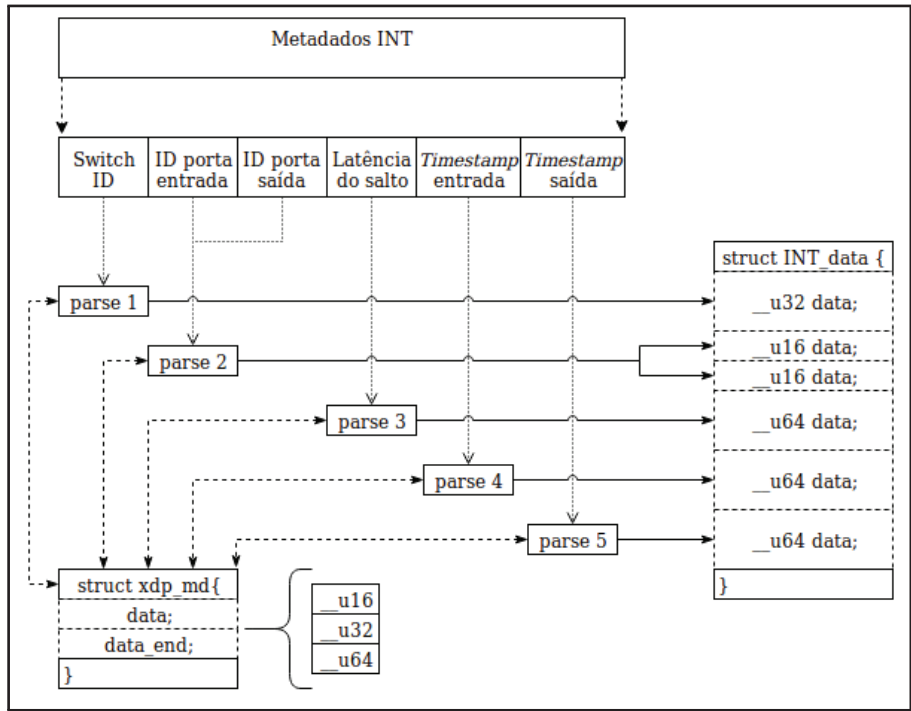 Metadados INT
Switch ID
ID porta entrada
ID porta saída
Latência do salto
Timestamp entrada
Timestamp saída
struct INT_data {
parse 1
__u32 data;
__u16 data;
parse 2
__u16 data;
parse 3
__u64 data;
parse 4
__u64 data;
parse 5
__u64 data;
}
struct xdp_md{
data;
data_end;
}
__u16
__u32
__u64